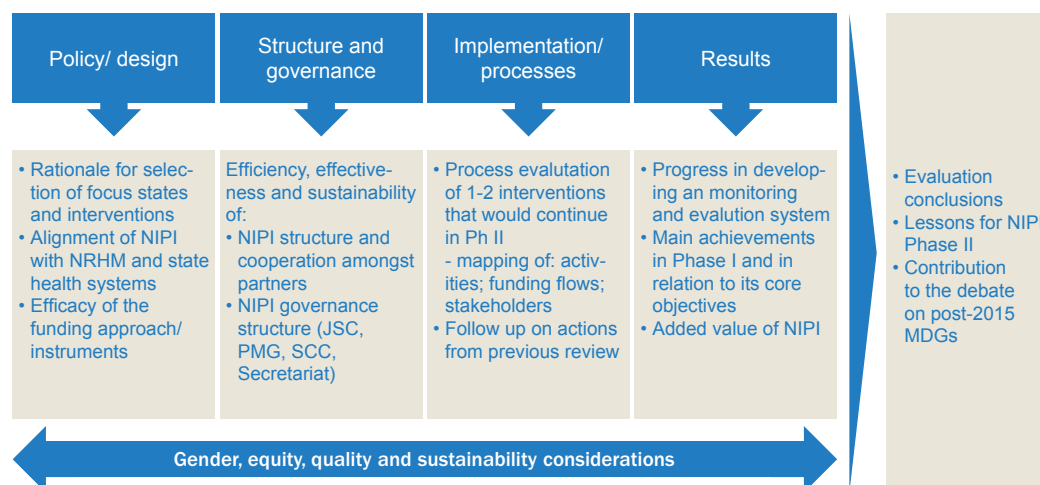 Policy/ design
Structure and
governance
Implementation/
processes
Results
• Rationale for selec-
tion of focus states
and interventions
• Alignment of NIPI
with NRHM and state
health systems
• Efficacy of the
funding approach/
instruments
Efficiency, effective-
ness and sustainability
of:
• NIPI structure and
cooperation amongst
partners
• NIPI governance
structure (JSC,
PMG, SCC,
Secretariat)
• Process evalutation
of 1-2 interventions
that would continue
in Ph II
- mapping of: activ-
ities; funding flows;
stakeholders
• Follow up on actions
from previous review
• Progress in develop-
ing an monitoring
and evalution system
• Main achievements
in Phase I and in
relation to its core
objectives
• Added value of NIPI
• Evaluation
conclusions
• Lessons for NIPI
Phase II
• Contribution
to the debate
on post-2015
MDGs
Gender, equity, quality and sustainability considerations